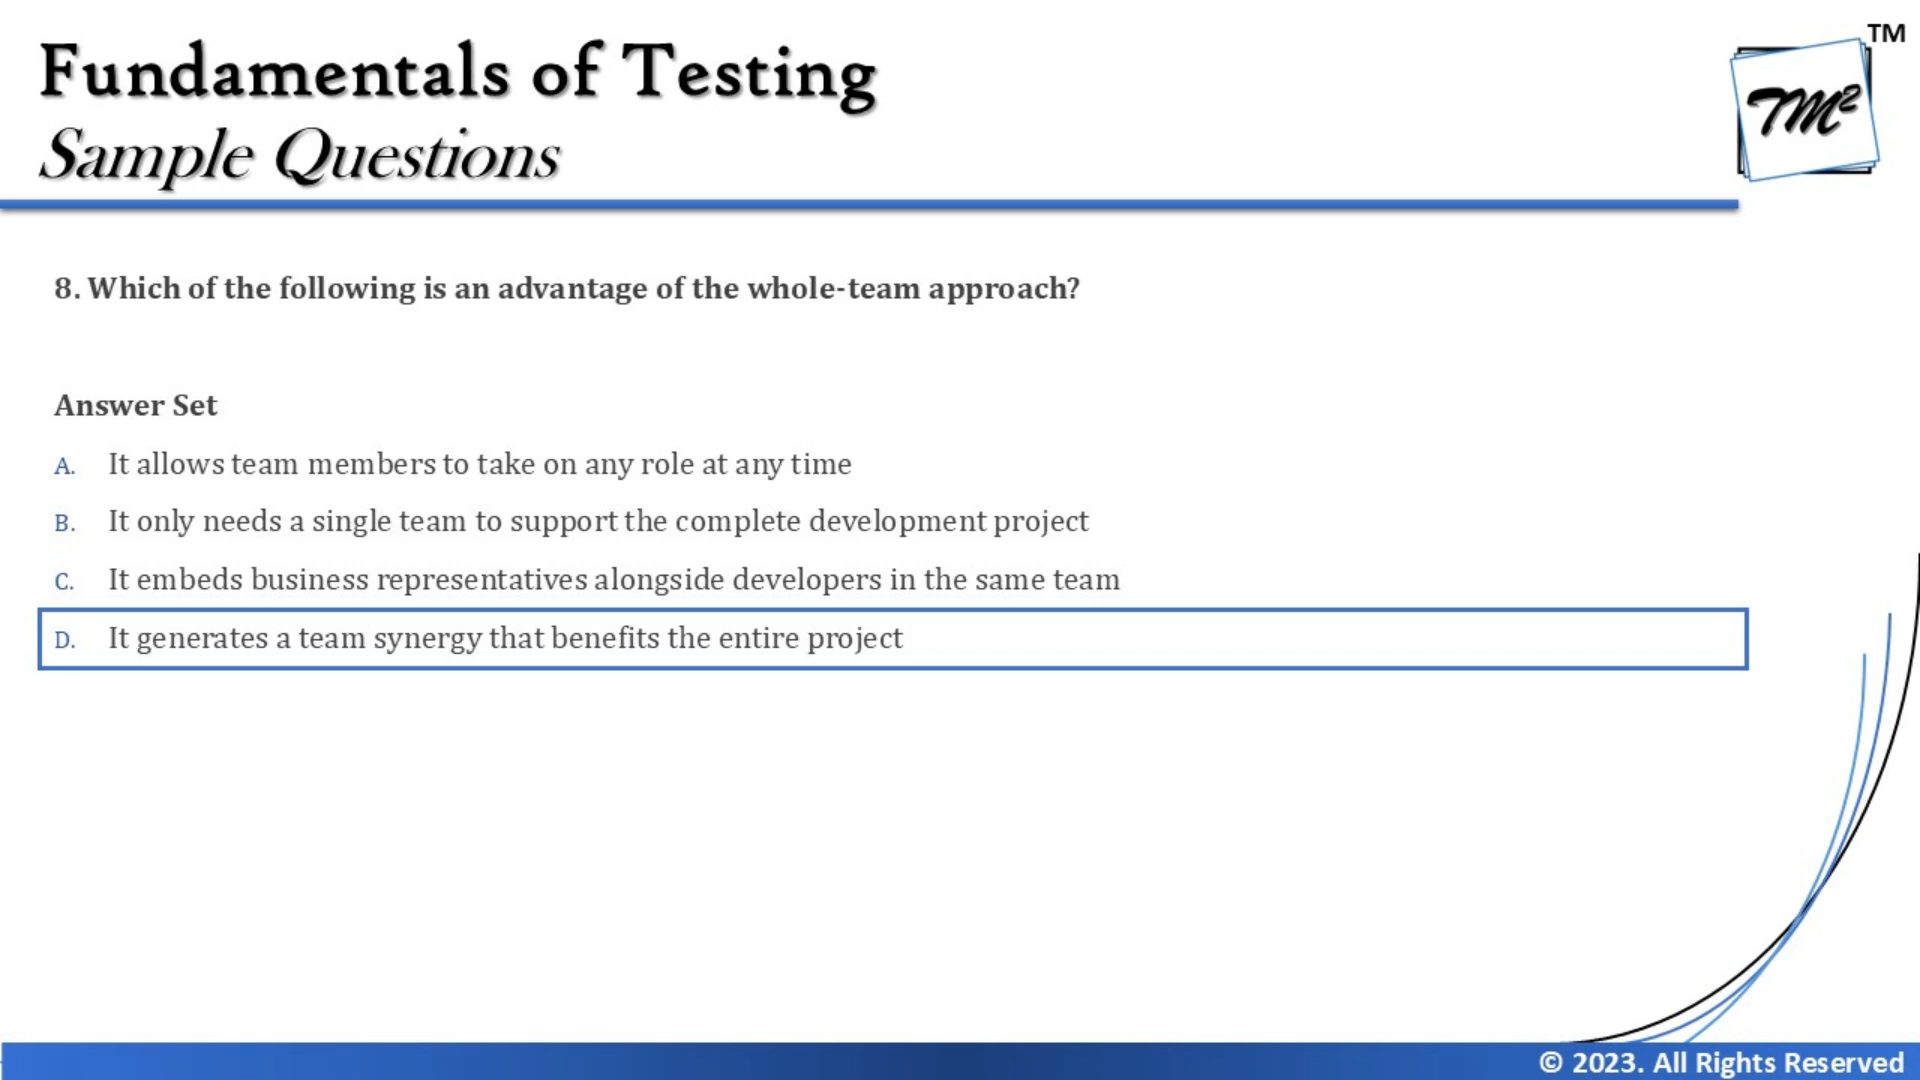 Fundamentals of Testing
Sample Questions
TM
TM²
8. Which of the following is an advantage of the whole-team approach?
Answer Set
A. It allows team members to take on any role at any time
B. It only needs a single team to support the complete development project
C. It embeds business representatives alongside developers in the same team
D. It generates a team synergy that benefits the entire project
© 2023. All Rights Reserved